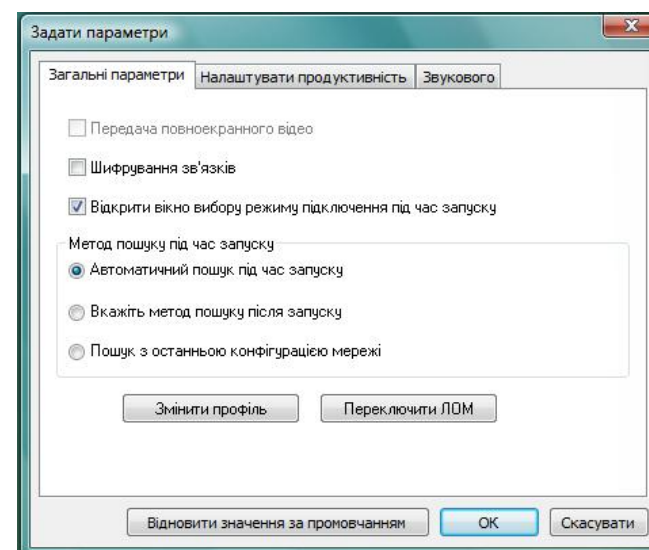 Задати параметри
Загальні параметри Налаштувати продуктивність Звукового
Передача повноекранного відео
Шифрування зв'язків
Відкрити вікно вибору режиму підключення під час запуску
Метод пошуку під час запуску
Автоматичний пошук під час запуску
Вкажіть метод пошуку після запуску
Пошук з останньою конфігурацією мережі
Змінити профіль Переключити ЛОМ
Відновити значення за промовчанням OK Скасувати